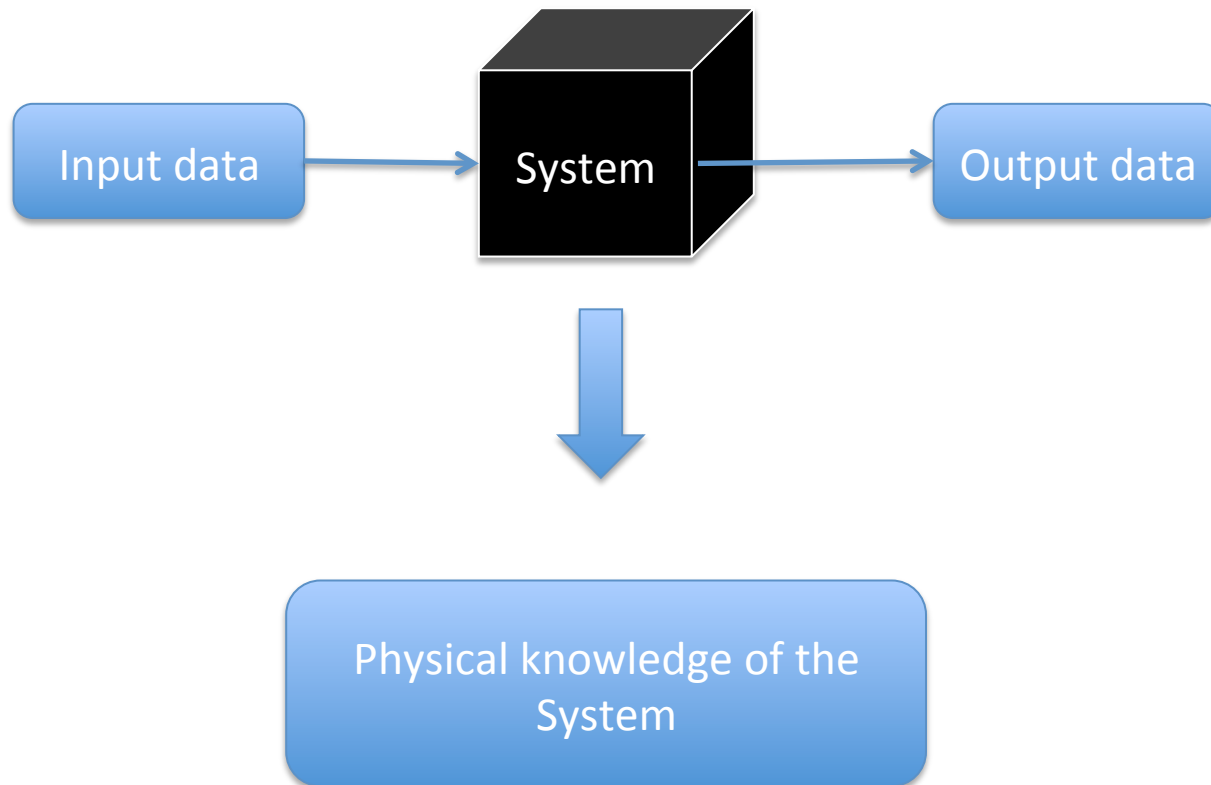 Input data
System
Output data
Physical knowledge of the
System